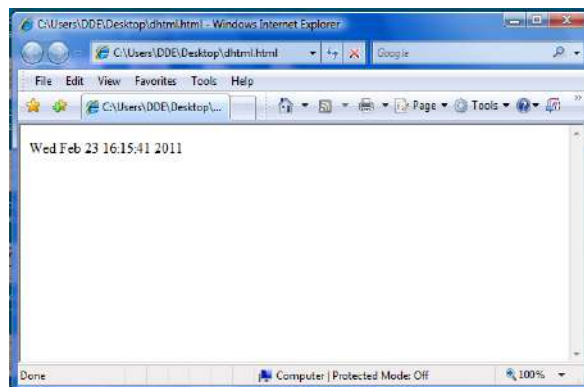 C:\Users\DDE\Desktop\dhtml.html - Windows Internet Explorer
C:\Users\DDE\Desktop\dhtml.html Google
File Edit View Favorites Tools Help
C:\Users\DDE\Desktop\... Page Tools »
Wed Feb 23 16:15:41 2011
Done Computer | Protected Mode: Off 100%